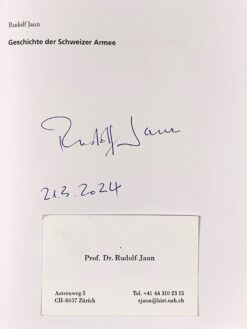 Rudolf Jaun
Geschichte der Schweizer Armee
Rudolf Jaun
21.3.2024
Prof. Dr. Rudolf Jaun
Astornweg 5
CH-8057 Zürich
Tel. +41 44 310 23 15
rjaun@hist.uzh.ch